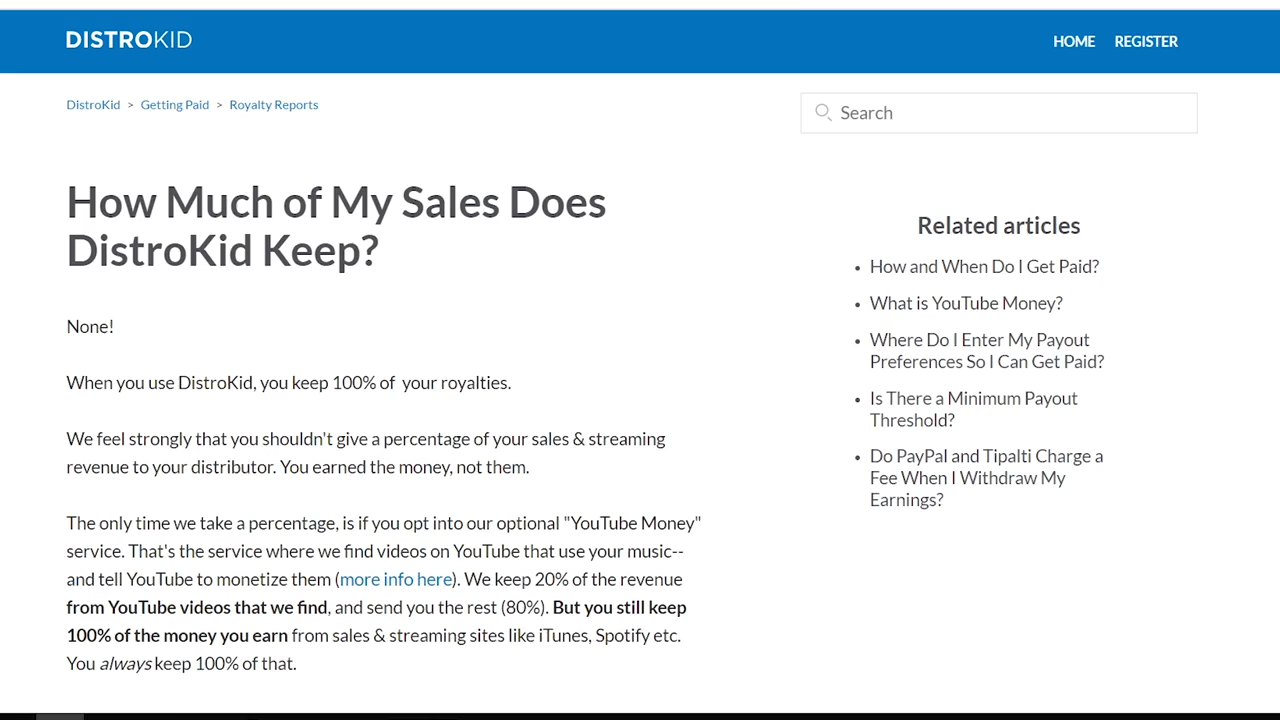 DISTROKID
HOME REGISTER
DistroKid > Getting Paid > Royalty Reports
Search
How Much of My Sales Does
DistroKid Keep?
None!
When you use DistroKid, you keep 100% of your royalties.
We feel strongly that you shouldn't give a percentage of your sales & streaming
revenue to your distributor. You earned the money, not them.
The only time we take a percentage, is if you opt into our optional "YouTube Money"
service. That's the service where we find videos on YouTube that use your music--
and tell YouTube to monetize them (more info here). We keep 20% of the revenue
from YouTube videos that we find, and send you the rest (80%). But you still keep
100% of the money you earn from sales & streaming sites like iTunes, Spotify etc.
You always keep 100% of that.
Related articles
• How and When Do I Get Paid?
• What is YouTube Money?
• Where Do I Enter My Payout
Preferences So I Can Get Paid?
• Is There a Minimum Payout
Threshold?
• Do PayPal and Tipalti Charge a
Fee When I Withdraw My
Earnings?